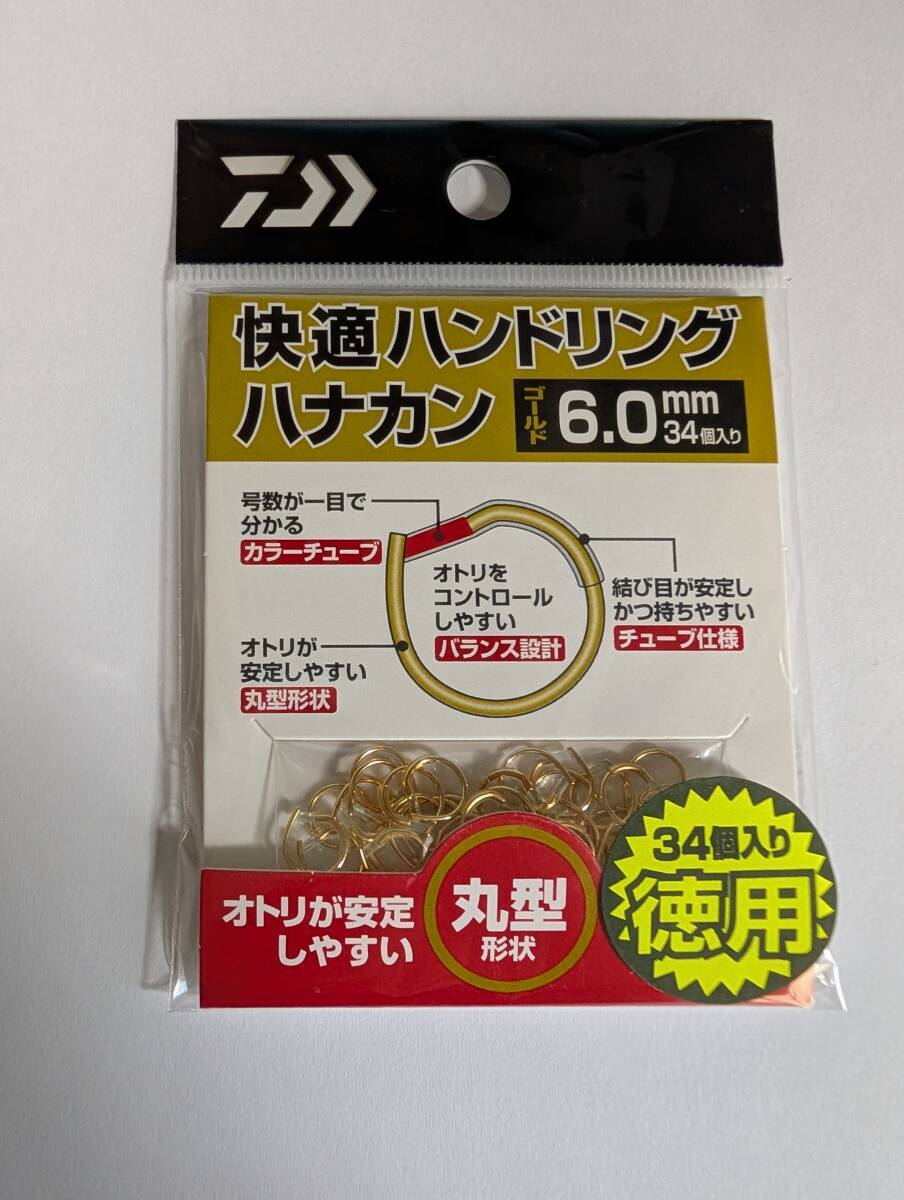 快適ハンドリング
ハナカン
ゴールド
6.0mm
34個入り
号数が一目で
分かる
カラーチューブ
オトリを
コントロール
しやすい
バランス設計
結び目が安定し
かつ持ちやすい
チューブ仕様
オトリが
安定しやすい
丸型形状
オトリが安定
しやすい
丸型
形状
34個入り
徳用